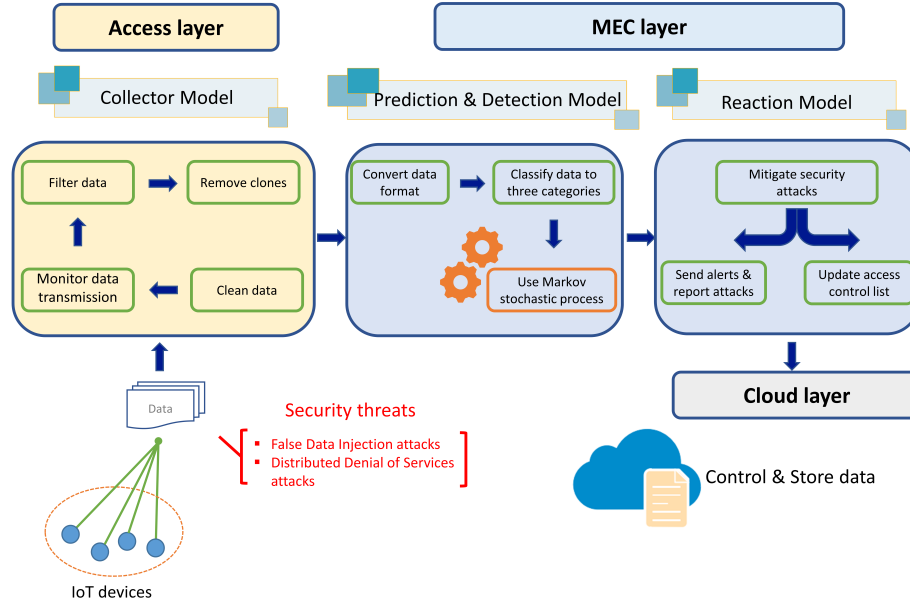 Access layer
MEC layer
Collector Model
Prediction & Detection Model
Reaction Model
Filter data
Remove clones
Monitor data
transmission
Clean data
Convert data
format
Classify data to
three categories
Use Markov
stochastic process
Mitigate security
attacks
Send alerts &
report attacks
Update access
control list
Data
Security threats
▪ False Data Injection attacks
▪ Distributed Denial of Services
attacks
IoT devices
Cloud layer
Control & Store data